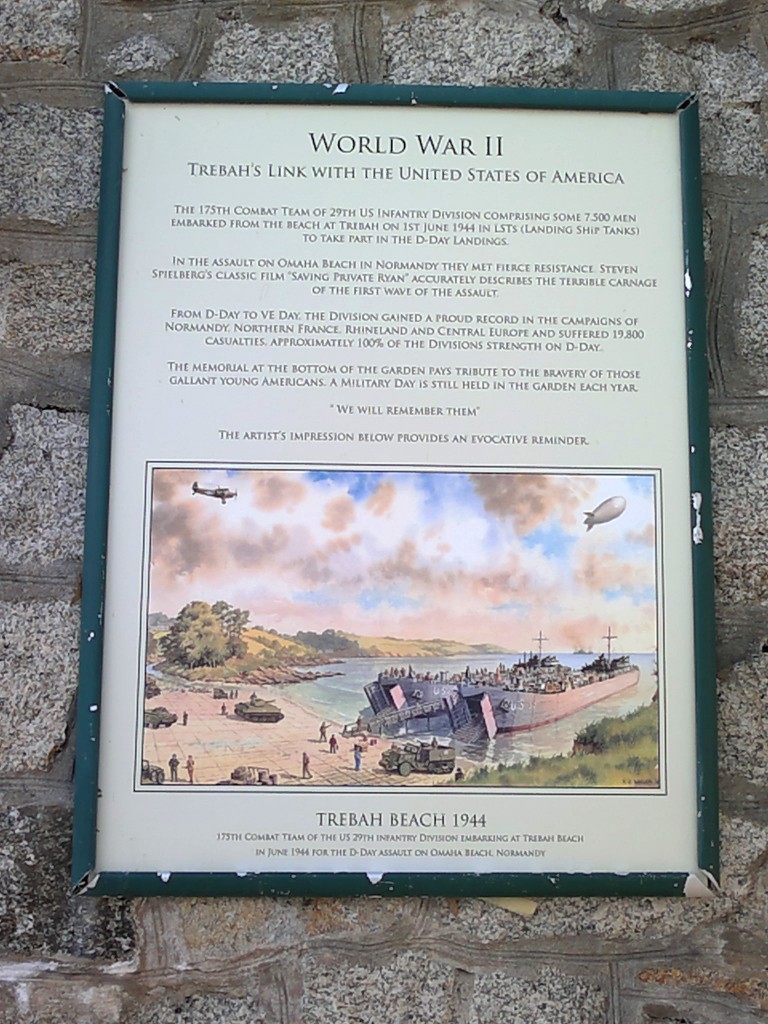 WORLD WAR II
TREBAH'S LINK WITH THE UNITED STATES OF AMERICA
THE 175TH COMBAT TEAM OF 29TH US INFANTRY DIVISION COMPRISING SOME 7,500 MEN
EMBARKED FROM THE BEACH AT TREBAH ON 1ST JUNE 1944 IN LSTS (LANDING SHIP TANKS)
TO TAKE PART IN THE D-DAY LANDINGS.
IN THE ASSAULT ON OMAHA BEACH IN NORMANDY THEY MET FIERCE RESISTANCE. STEVEN
SPIELBERG'S CLASSIC FILM "SAVING PRIVATE RYAN" ACCURATELY DESCRIBES THE TERRIBLE CARNAGE
OF THE FIRST WAVE OF THE ASSAULT.
FROM D-DAY TO VE DAY, THE DIVISION GAINED A PROUD RECORD IN THE CAMPAIGNS OF
NORMANDY, NORTHERN FRANCE, RHINELAND AND CENTRAL EUROPE AND SUFFERED 19,800
CASUALTIES, APPROXIMATELY 100% OF THE DIVISIONS STRENGTH ON D-DAY.
THE MEMORIAL AT THE BOTTOM OF THE GARDEN PAYS TRIBUTE TO THE BRAVERY OF THOSE
GALLANT YOUNG AMERICANS. A MILITARY DAY IS STILL HELD IN THE GARDEN EACH YEAR.
" WE WILL REMEMBER THEM"
THE ARTIST'S IMPRESSION BELOW PROVIDES AN EVOCATIVE REMINDER.
US
US
TREBAH BEACH 1944
175TH COMBAT TEAM OF THE US 29TH INFANTRY DIVISION EMBARKING AT TREBAH BEACH
IN JUNE 1944 FOR THE D-DAY ASSAULT ON OMAHA BEACH, NORMANDY